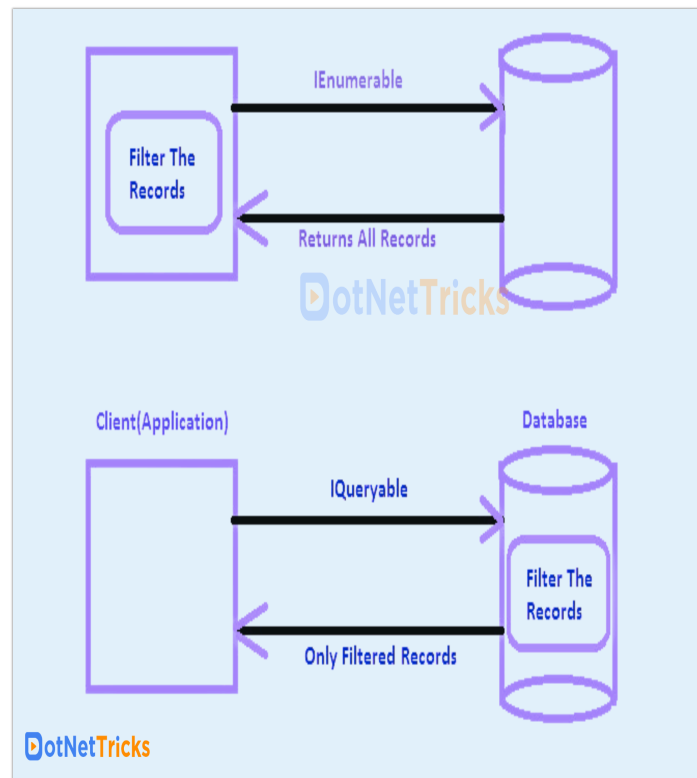 IEnumerable
Filter The
Records
Returns All Records
DotNetTricks
Client(Application)
Database
IQueryable
Filter The
Records
Only Filtered Records
DotNetTricks